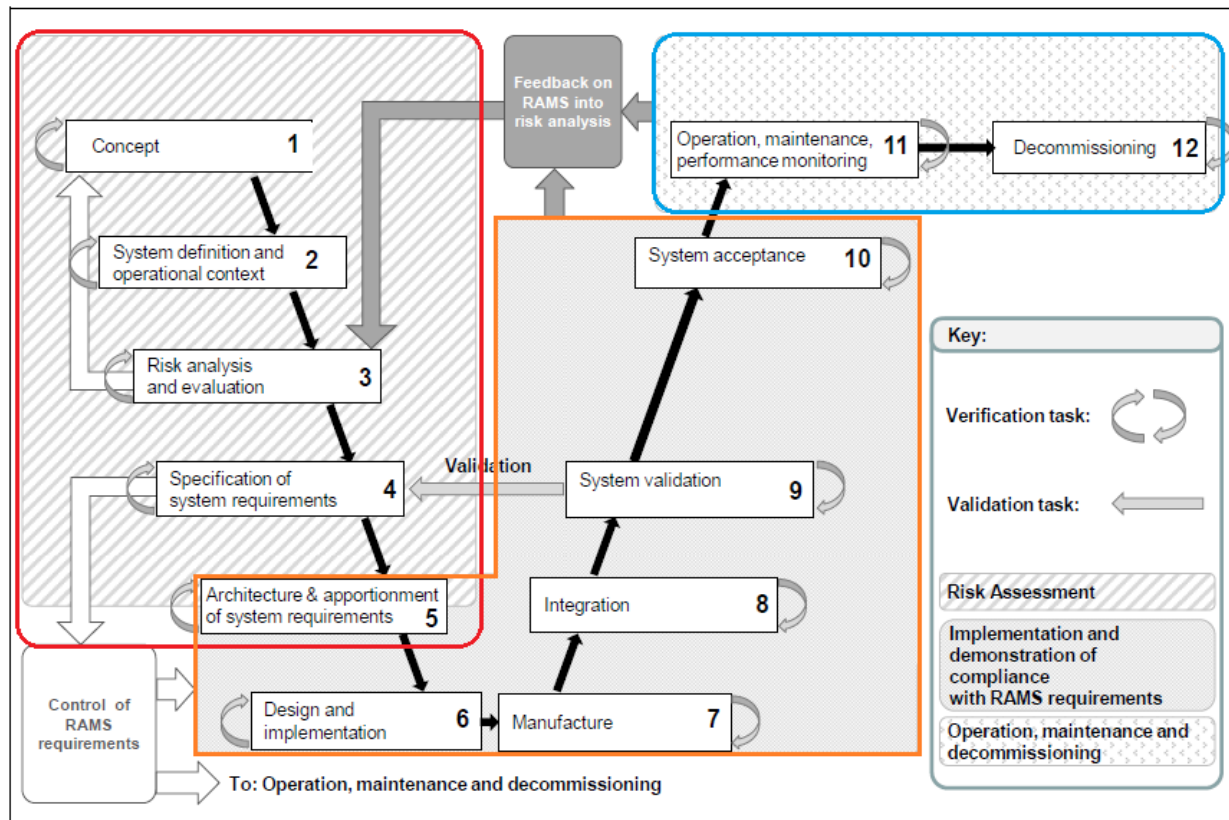 Feedback on
RAMS into
risk analysis
Concept 1
Operation, maintenance,
performance monitoring 11
Decommissioning 12
System definition and
operational context 2
System acceptance 10
Risk analysis
and evaluation 3
Key:
Verification task:
Validation
Specification of
system requirements 4
System validation 9
Validation task:
Architecture & apportionment
of system requirements 5
Integration 8
Risk Assessment
Implementation and
demonstration of
compliance
with RAMS requirements
Control of
RAMS
requirements
Design and
implementation 6
Manufacture 7
Operation, maintenance and
decommissioning
To: Operation, maintenance and decommissioning